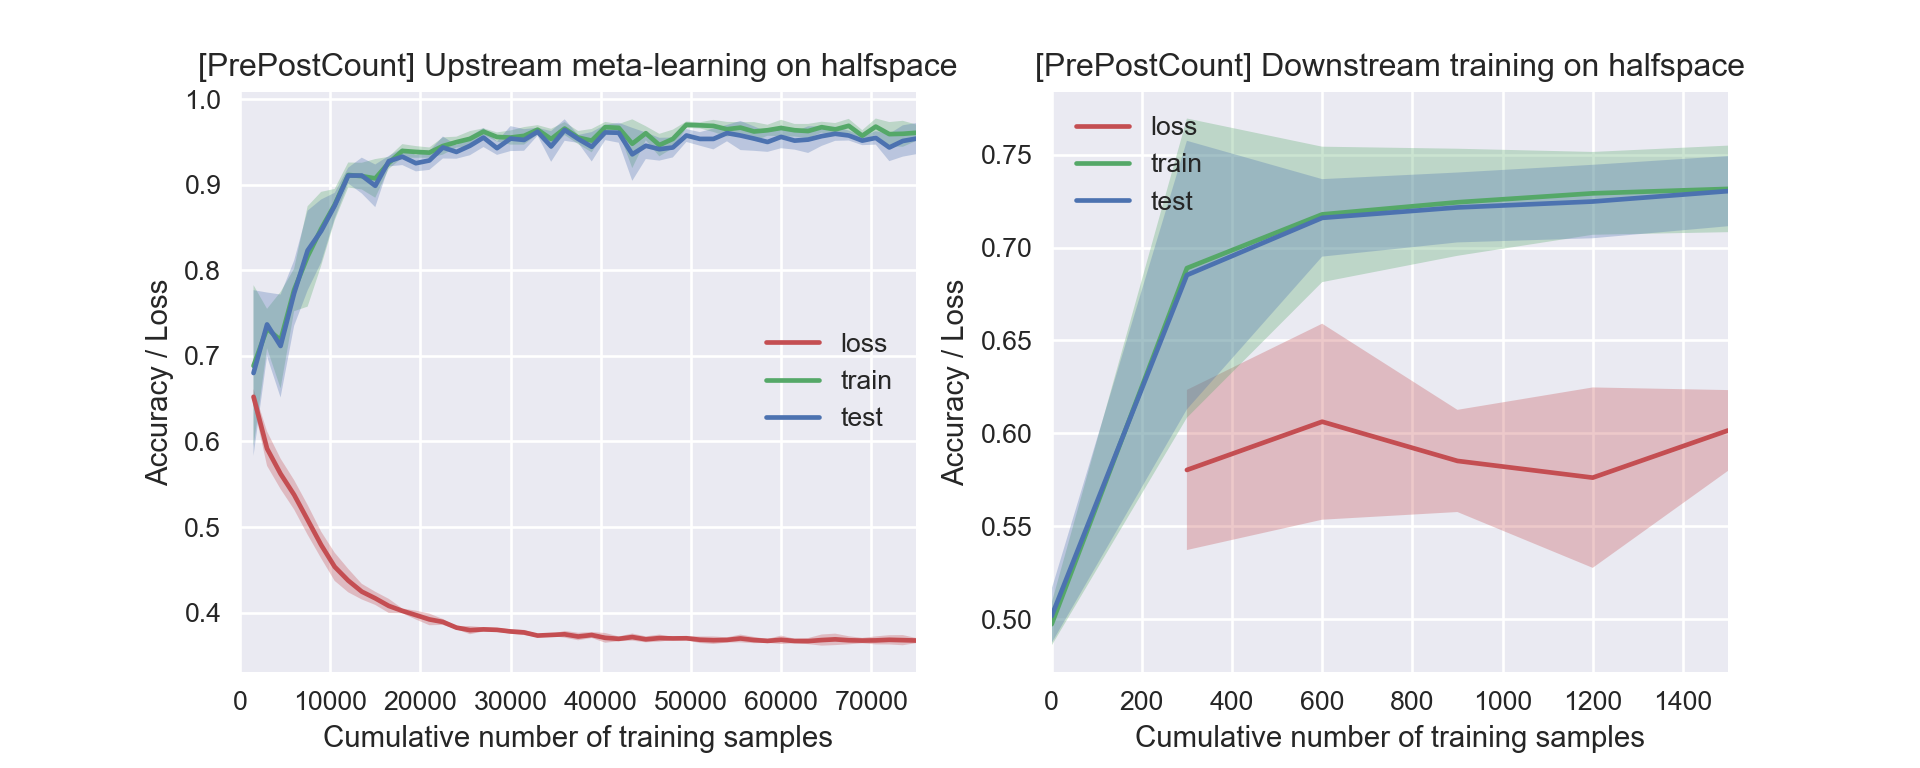 [PrePostCount] Upstream meta-learning on halfspace
1.0
0.9
0.8
0.7
0.6
0.5
0.4
Accuracy / Loss
loss
train
test
0 10000 20000 30000 40000 50000 60000 70000
Cumulative number of training samples
[PrePostCount] Downstream training on halfspace
0.75
0.70
0.65
0.60
0.55
0.50
Accuracy / Loss
loss
train
test
0 200 400 600 800 1000 1200 1400
Cumulative number of training samples